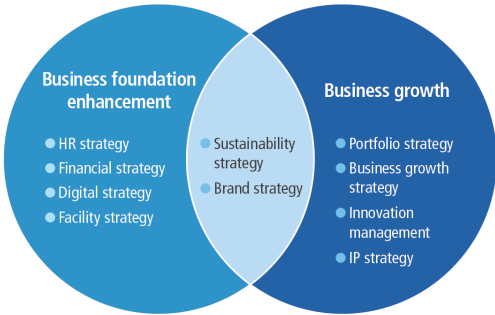 Business foundation
enhancement
HR strategy
Financial strategy
Digital strategy
Facility strategy
Sustainability
strategy
Brand strategy
Business growth
Portfolio strategy
Business growth
strategy
Innovation
management
IP strategy